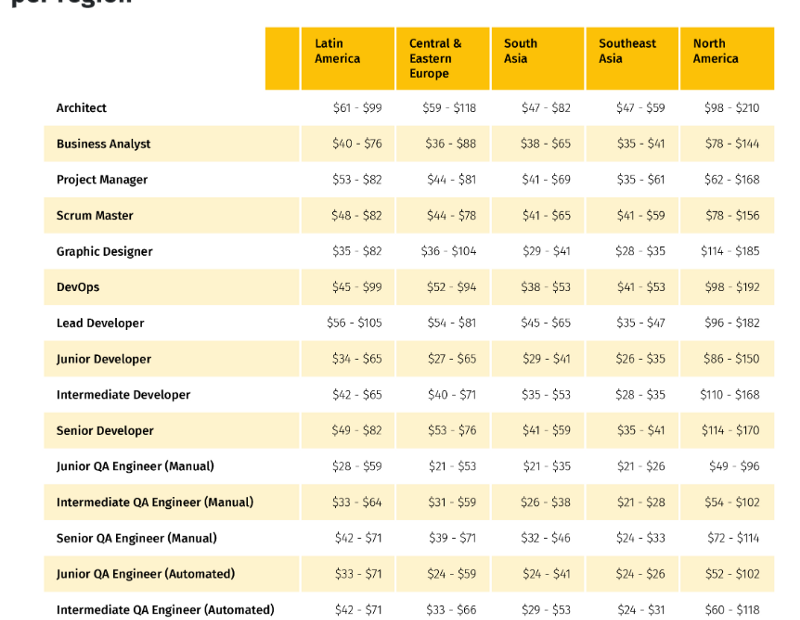 per region
Latin America
Central & Eastern Europe
South Asia
Southeast Asia
North America
Architect $61 - $99 $59 - $118 $47 - $82 $47 - $59 $98 - $210
Business Analyst $40 - $76 $36 - $88 $38 - $65 $35 - $41 $78 - $144
Project Manager $53 - $82 $44 - $81 $41 - $69 $35 - $61 $62 - $168
Scrum Master $48 - $82 $44 - $78 $41 - $65 $41 - $59 $78 - $156
Graphic Designer $35 - $82 $36 - $104 $29 - $41 $28 - $35 $114 - $185
DevOps $45 - $99 $52 - $94 $38 - $53 $41 - $53 $98 - $192
Lead Developer $56 - $105 $54 - $81 $45 - $65 $35 - $47 $96 - $182
Junior Developer $34 - $65 $27 - $65 $29 - $41 $26 - $35 $86 - $150
Intermediate Developer $42 - $65 $40 - $71 $35 - $53 $28 - $35 $110 - $168
Senior Developer $49 - $82 $53 - $76 $41 - $59 $35 - $41 $114 - $170
Junior QA Engineer (Manual) $28 - $59 $21 - $53 $21 - $35 $21 - $26 $49 - $96
Intermediate QA Engineer (Manual) $33 - $64 $31 - $59 $26 - $38 $21 - $28 $54 - $102
Senior QA Engineer (Manual) $42 - $71 $39 - $71 $32 - $46 $24 - $33 $72 - $114
Junior QA Engineer (Automated) $33 - $71 $24 - $59 $24 - $41 $24 - $26 $52 - $102
Intermediate QA Engineer (Automated) $42 - $71 $33 - $66 $29 - $53 $24 - $31 $60 - $118